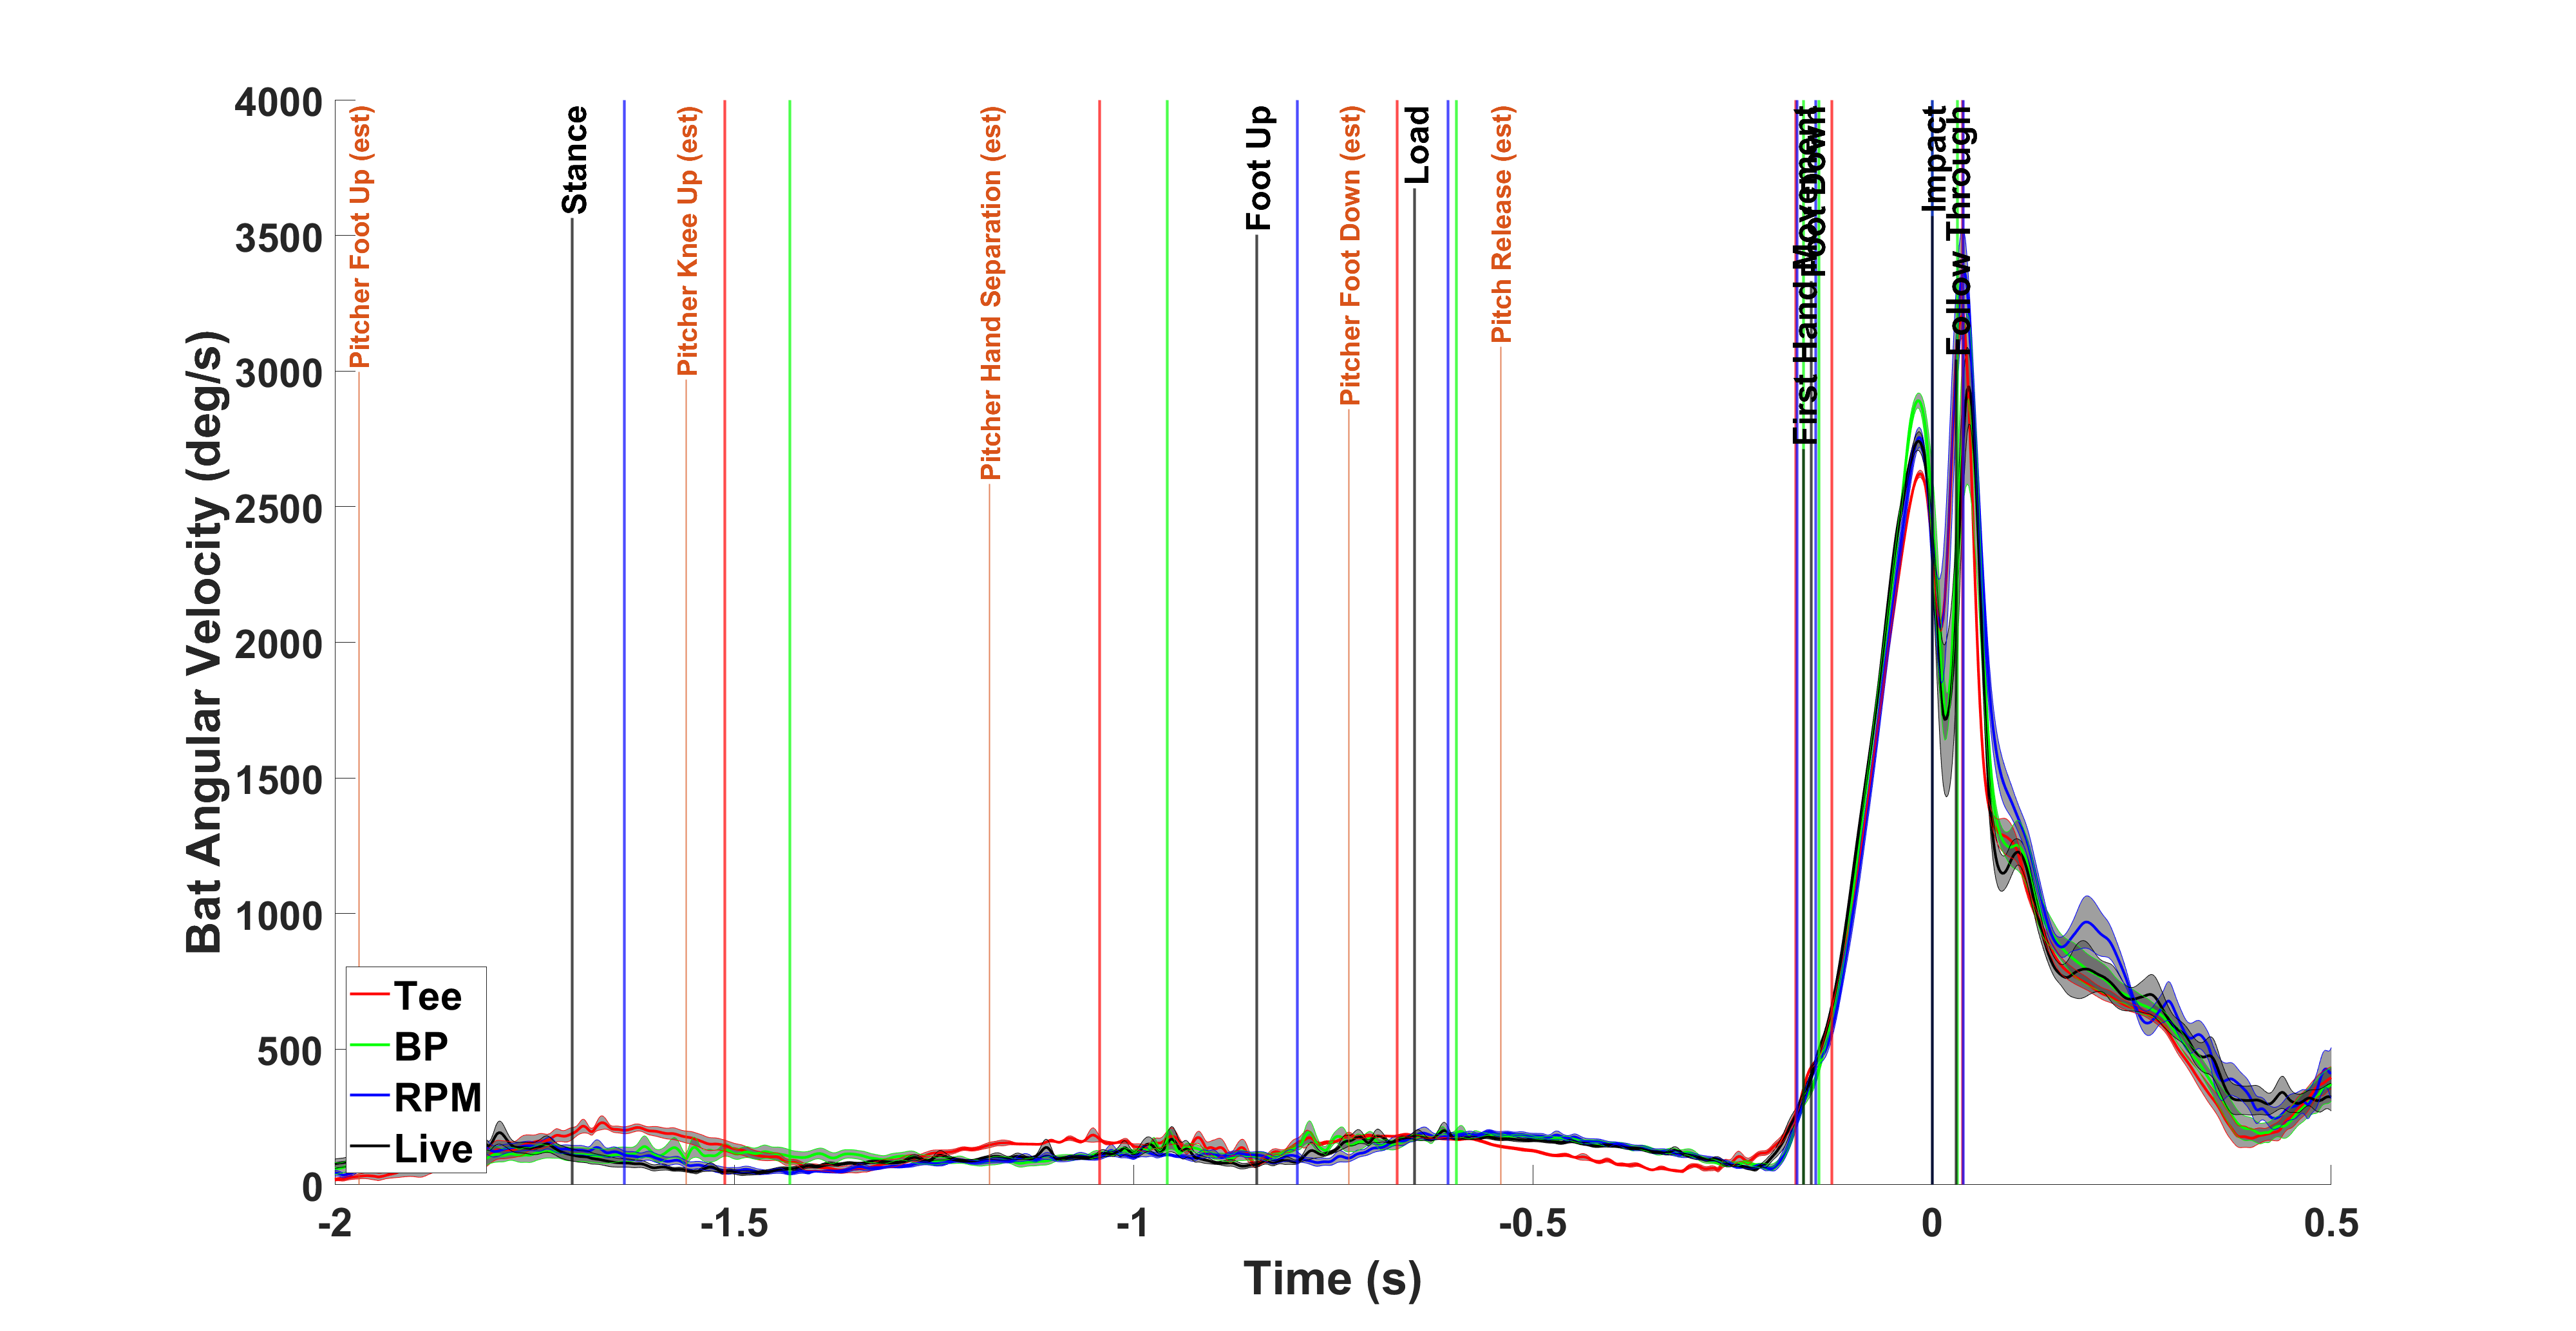 4000
3500
3000
2500
2000
1500
1000
500
0
Bat Angular Velocity (deg/s)
Pitcher Foot Up (est)
Stance
Pitcher Knee Up (est)
Pitcher Hand Separation (est)
Foot Up
Pitcher Foot Down (est)
Load
Pitch Release (est)
First Hand Movement
Foot Down
Impact
Follow Through
Tee
BP
RPM
Live
-2
-1.5
-1
-0.5
0
0.5
Time (s)